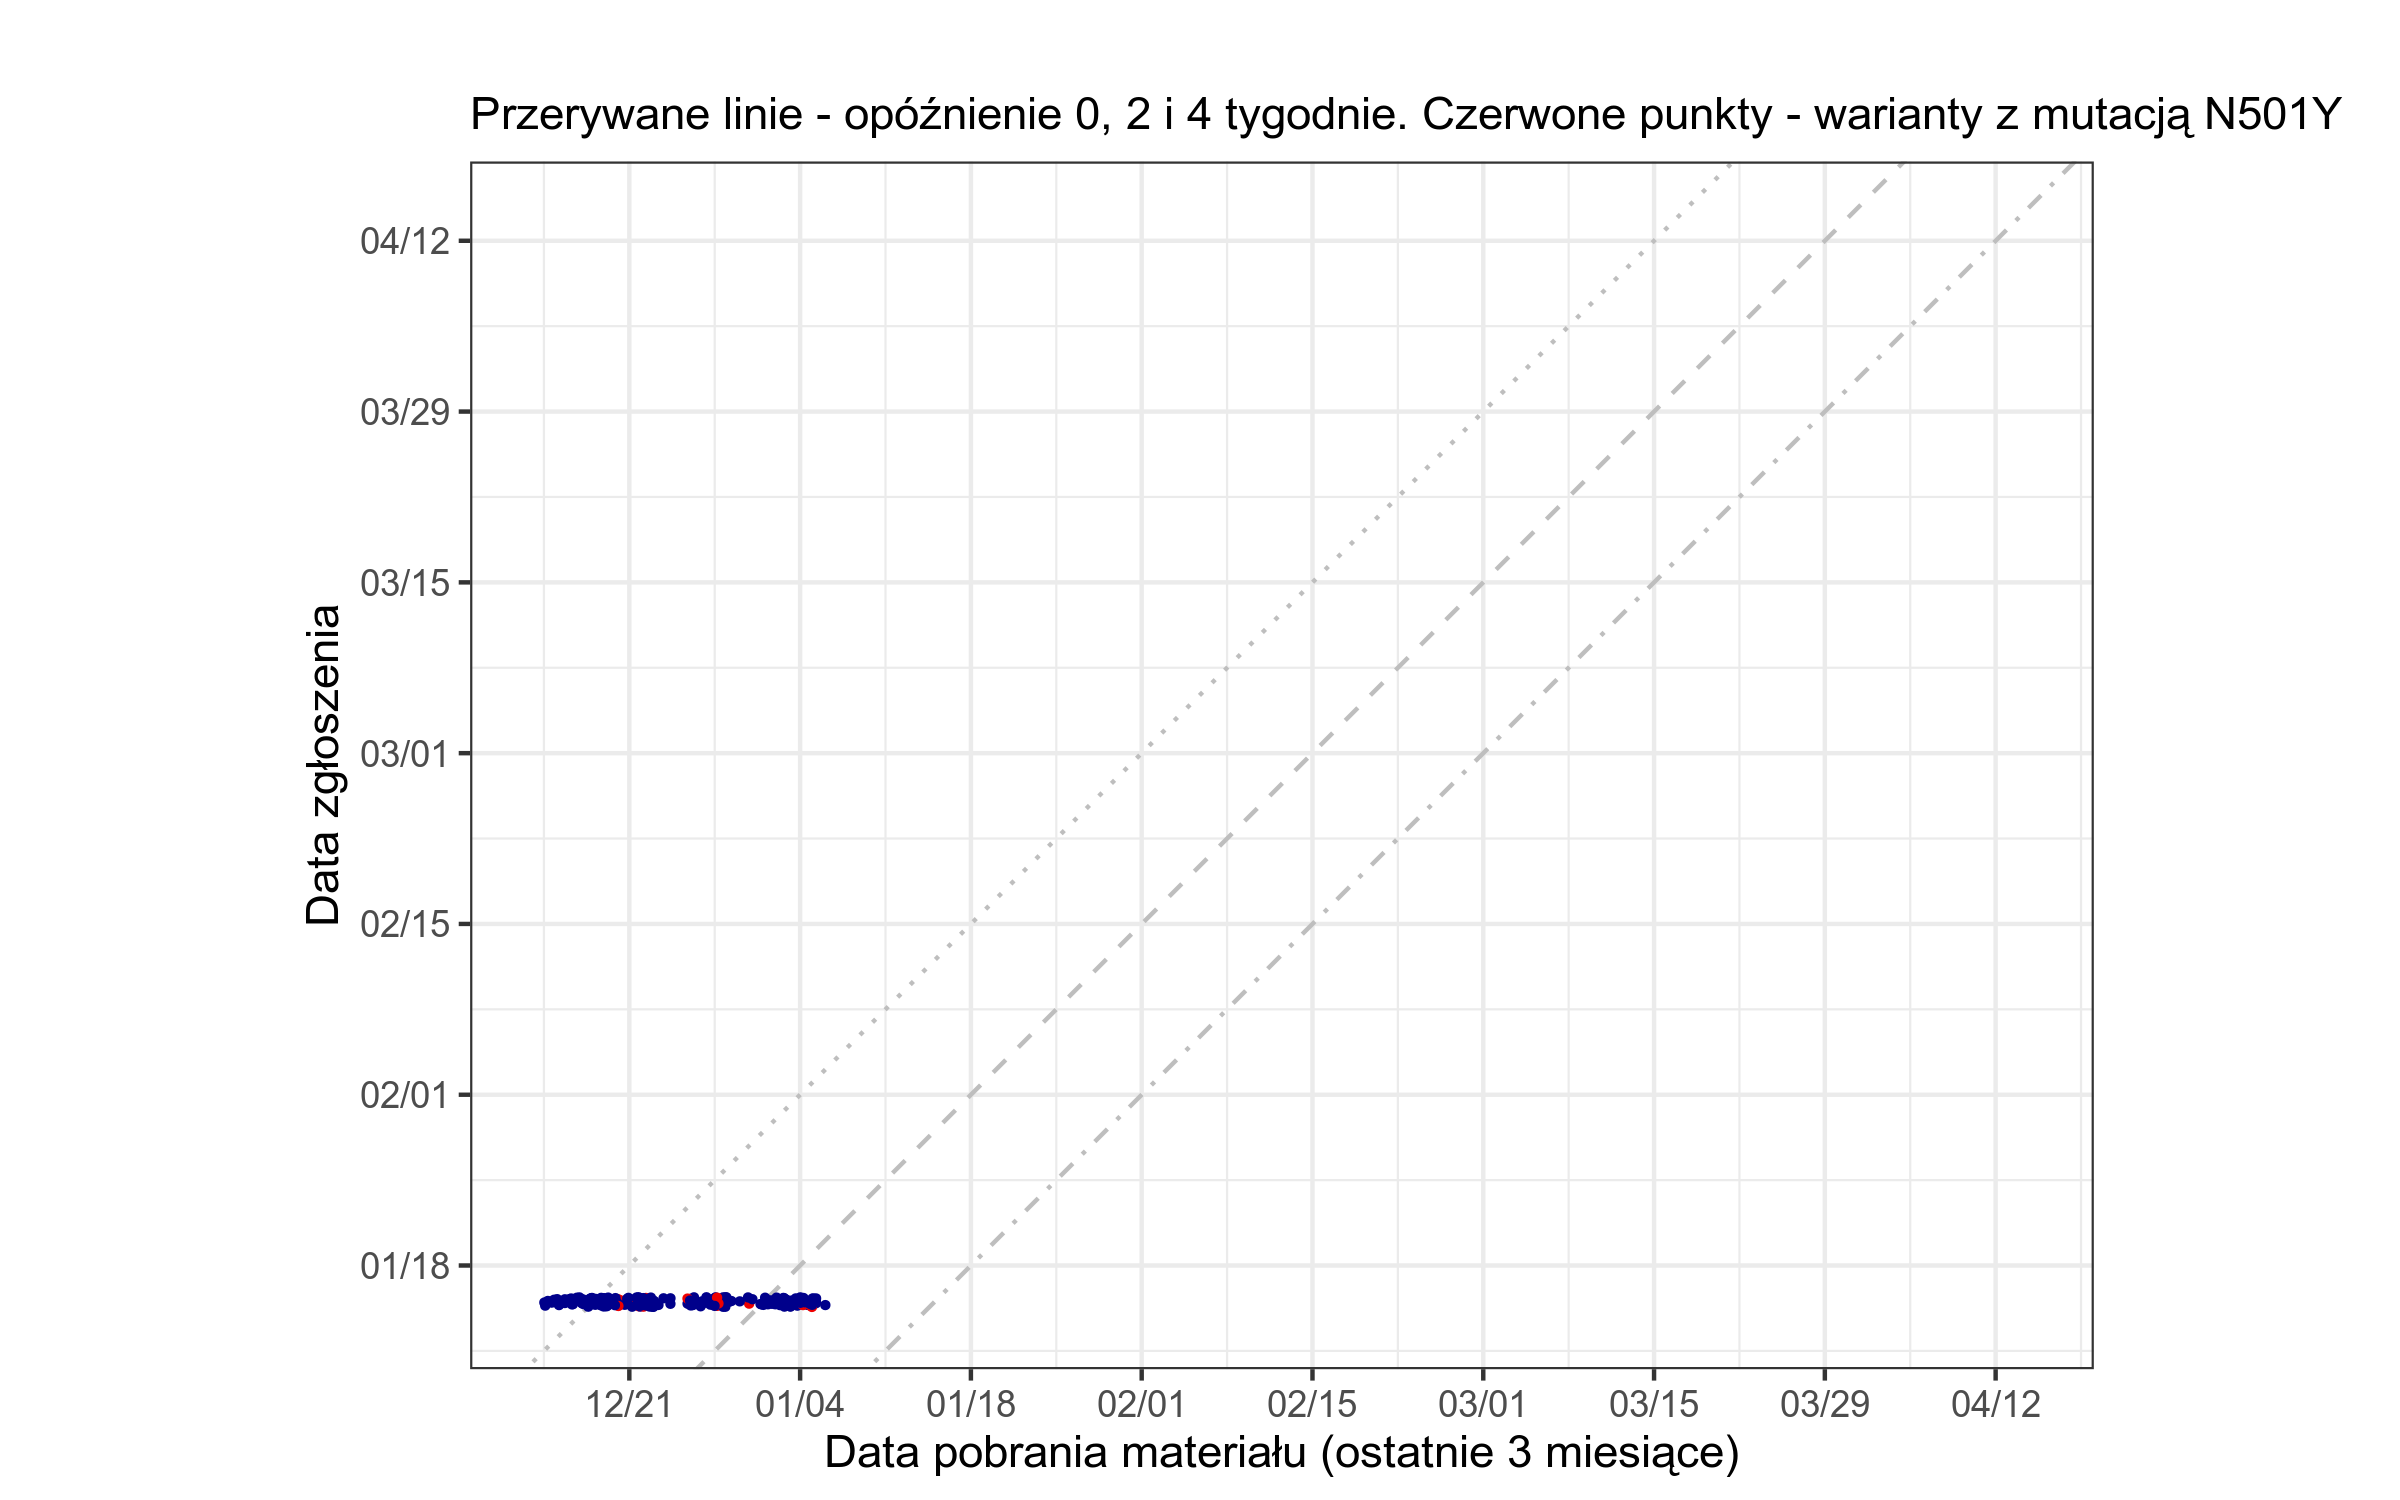 Przerywane linie - opóźnienie 0, 2 i 4 tygodnie. Czerwone punkty - warianty z mutacją N501Y
04/12
03/29
03/15
03/01
02/15
02/01
01/18
Data zgłoszenia
12/21 01/04 01/18 02/01 02/15 03/01 03/15 03/29 04/12
Data pobrania materiału (ostatnie 3 miesiące)